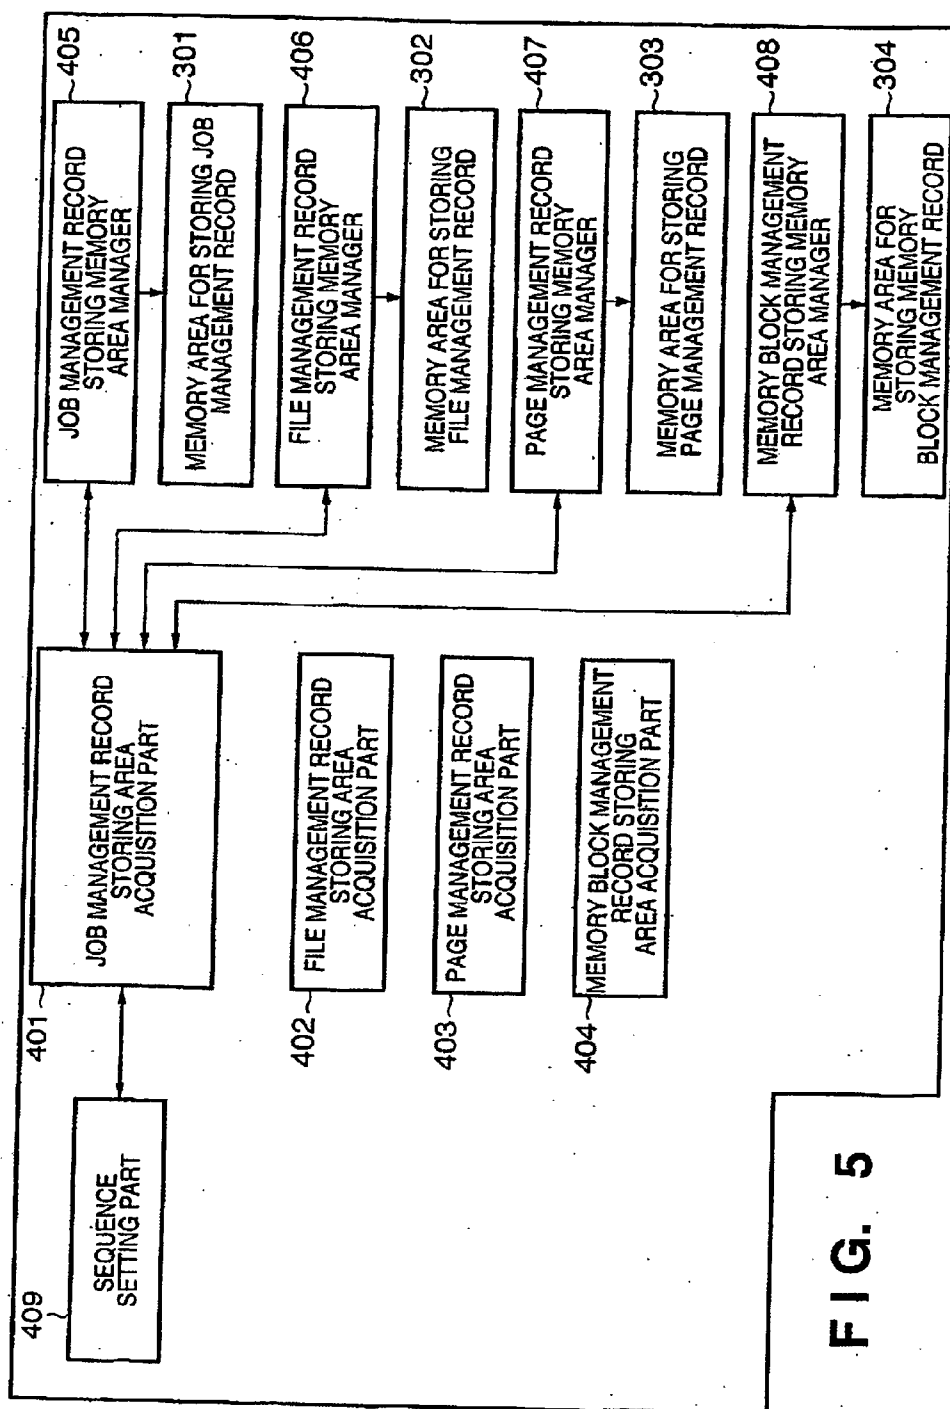 409
SEQUENCE
SETTING PART
401
JOB MANAGEMENT RECORD
STORING AREA
ACQUISITION PART
402
FILE MANAGEMENT RECORD
STORING AREA
ACQUISITION PART
403
PAGE MANAGEMENT RECORD
STORING AREA
ACQUISITION PART
404
MEMORY BLOCK MANAGEMENT
RECORD STORING
AREA ACQUISITION PART
405
JOB MANAGEMENT RECORD
STORING MEMORY
AREA MANAGER
301
MEMORY AREA FOR STORING JOB
MANAGEMENT RECORD
406
FILE MANAGEMENT RECORD
STORING MEMORY
AREA MANAGER
302
MEMORY AREA FOR STORING
FILE MANAGEMENT RECORD
407
PAGE MANAGEMENT RECORD
STORING MEMORY
AREA MANAGER
303
MEMORY AREA FOR STORING
PAGE MANAGEMENT RECORD
408
MEMORY BLOCK MANAGEMENT
RECORD STORING MEMORY
AREA MANAGER
304
MEMORY AREA FOR
STORING MEMORY
BLOCK MANAGEMENT RECORD
FIG. 5